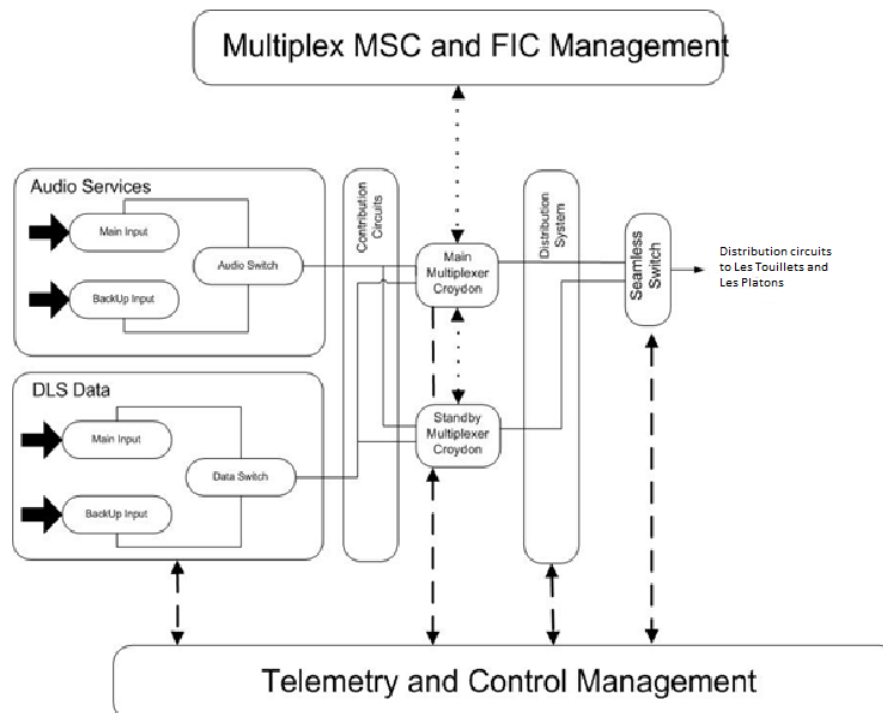 Multiplex MSC and FIC Management
Audio Services
Main Input
Audio Switch
BackUp Input
DLS Data
Main Input
Data Switch
BackUp Input
Contribution
Circuits
Main
Multiplexer
Croydon
Standby
Multiplexer
Croydon
Distribution
System
Seamless
Switch
Distribution circuits
to Les Touillets and
Les Platons
Telemetry and Control Management